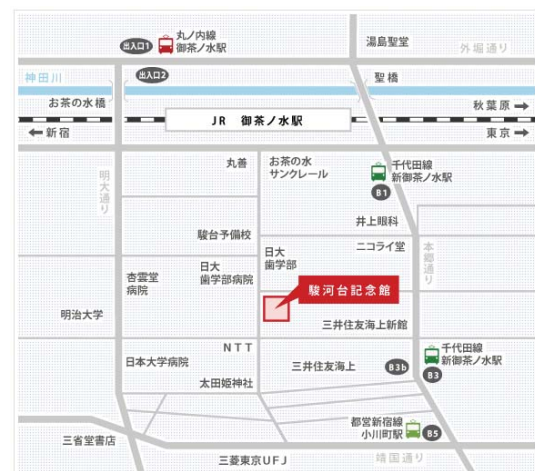 丸ノ内線
御茶ノ水駅
出入口1
湯島聖堂
外堀通り
神田川
出入口2
聖橋
お茶の水橋
秋葉原
JR 御茶ノ水駅
新宿
東京
明大通り
丸善
お茶の水
サンクレール
千代田線
新御茶ノ水駅
B1
井上眼科
駿台予備校
ニコライ堂
本郷通り
日大
歯学部
日大
歯学部病院
杏雲堂
病院
駿河台記念館
明治大学
三井住友海上新館
NTT
日本大学病院
三井住友海上
B3b
千代田線
新御茶ノ水駅
B3
太田姫神社
都営新宿線
小川町駅
B5
三省堂書店
靖国通り
三菱東京UFJ